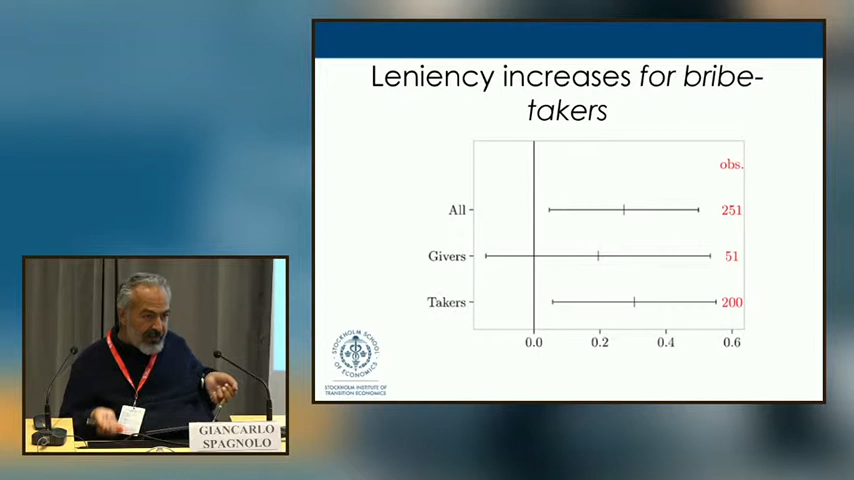 Leniency increases for bribe-
takers
obs.
All
251
Givers
51
Takers
200
0.0
0.2
0.4
0.6
STOCKHOLM SCHOOL
OF ECONOMICS
STOCKHOLM INSTITUTE OF
TRANSITION ECONOMICS
GIANCARLO
SPAGNOLO